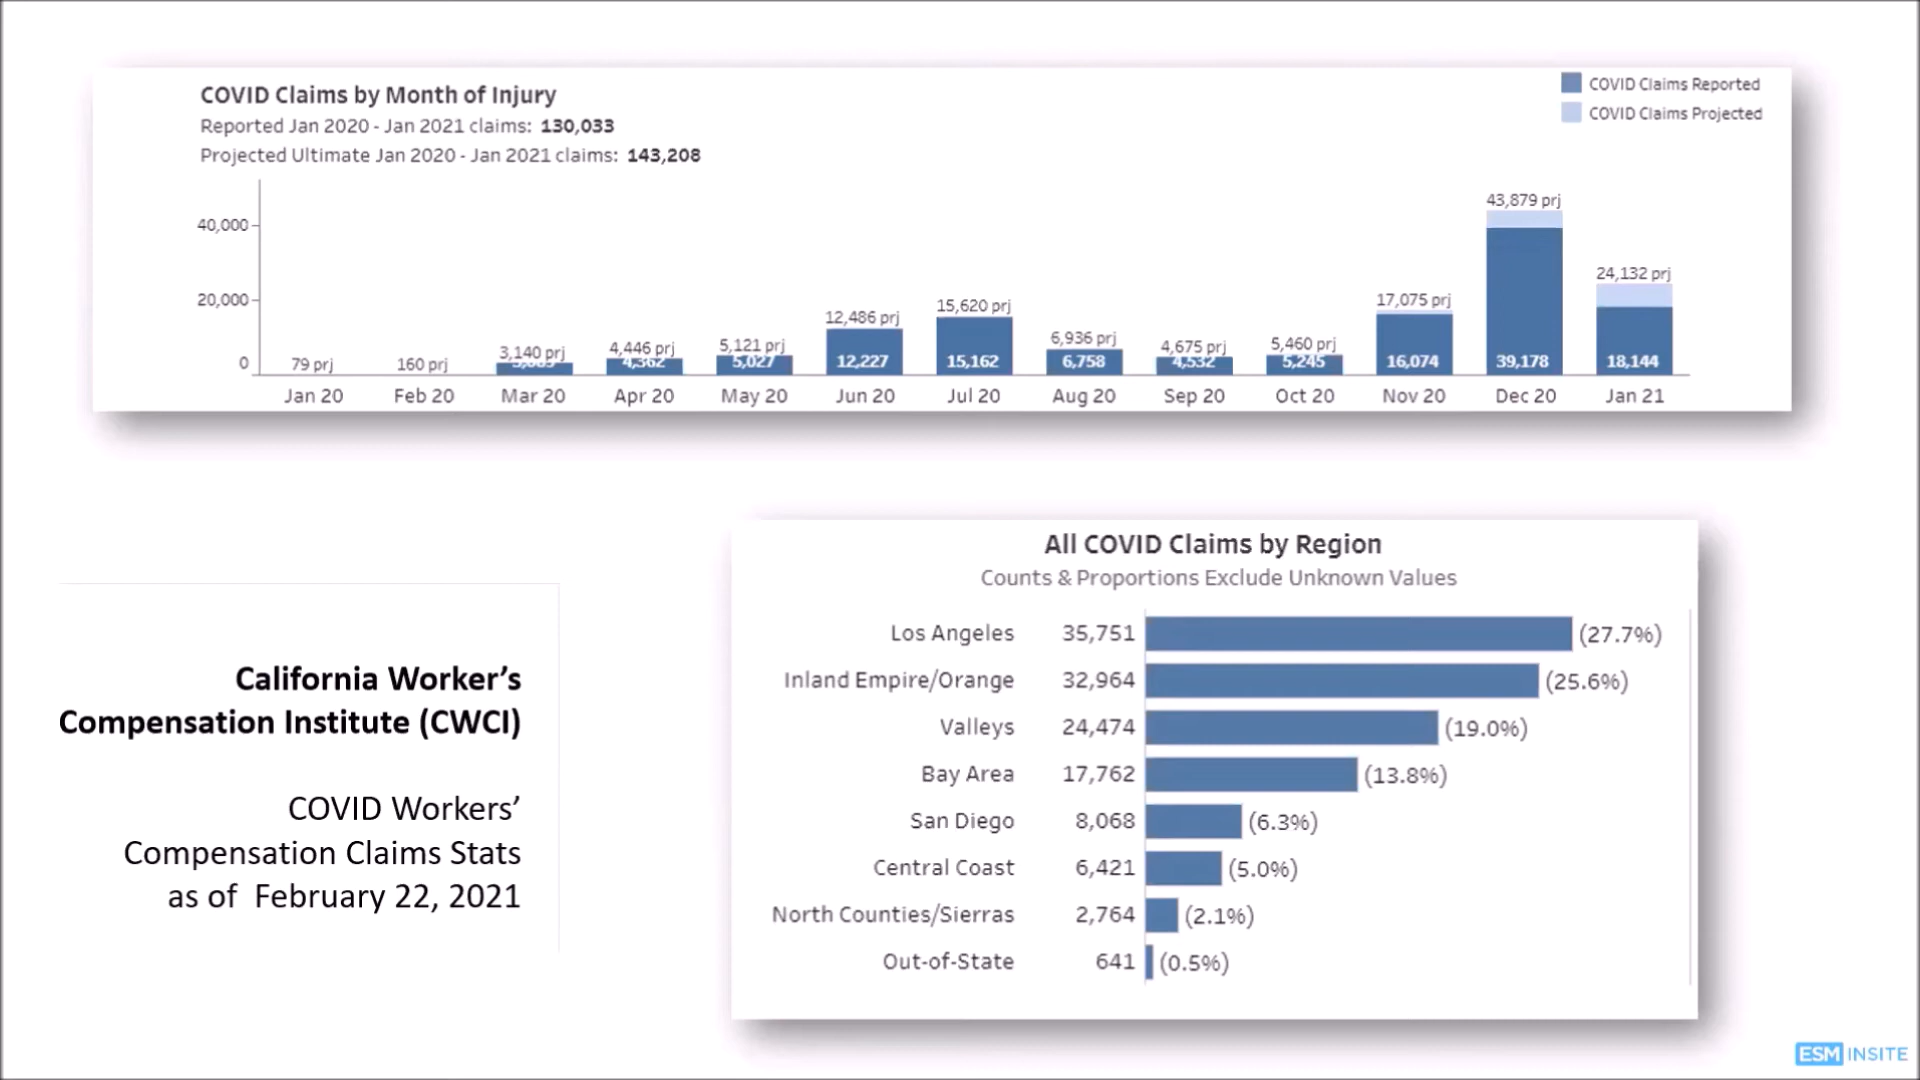 COVID Claims by Month of Injury
Reported Jan 2020 - Jan 2021 claims: 130,033
Projected Ultimate Jan 2020 - Jan 2021 claims: 143,208
COVID Claims Reported
COVID Claims Projected
40,000
20,000
0
79 prj
160 prj
3,140 prj
4,446 prj
5,121 prj
12,486 prj
15,620 prj
6,936 prj
4,675 prj
5,460 prj
17,075 prj
43,879 prj
24,132 prj
4,362
5,027
12,227
15,162
6,758
4,532
5,245
16,074
39,178
18,144
Jan 20
Feb 20
Mar 20
Apr 20
May 20
Jun 20
Jul 20
Aug 20
Sep 20
Oct 20
Nov 20
Dec 20
Jan 21
California Worker’s
Compensation Institute (CWCI)
COVID Workers’
Compensation Claims Stats
as of February 22, 2021
All COVID Claims by Region
Counts & Proportions Exclude Unknown Values
Los Angeles 35,751 (27.7%)
Inland Empire/Orange 32,964 (25.6%)
Valleys 24,474 (19.0%)
Bay Area 17,762 (13.8%)
San Diego 8,068 (6.3%)
Central Coast 6,421 (5.0%)
North Counties/Sierras 2,764 (2.1%)
Out-of-State 641 (0.5%)
ESM INSITE